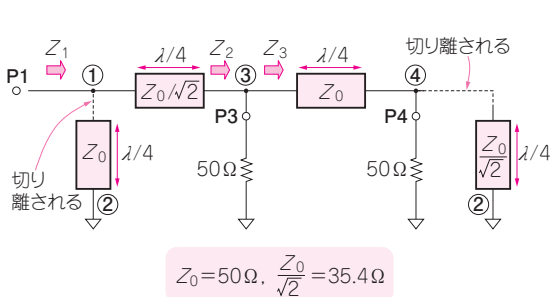 Z1
λ/4
Z2
Z3
λ/4
切り離される
P1
①
③
④
Z0/√2
Z0
P3
P4
Z0
λ/4
50Ω
50Ω
Z0/√2
λ/4
切り
離される
②
②
Z0=50Ω, Z0/√2=35.4Ω